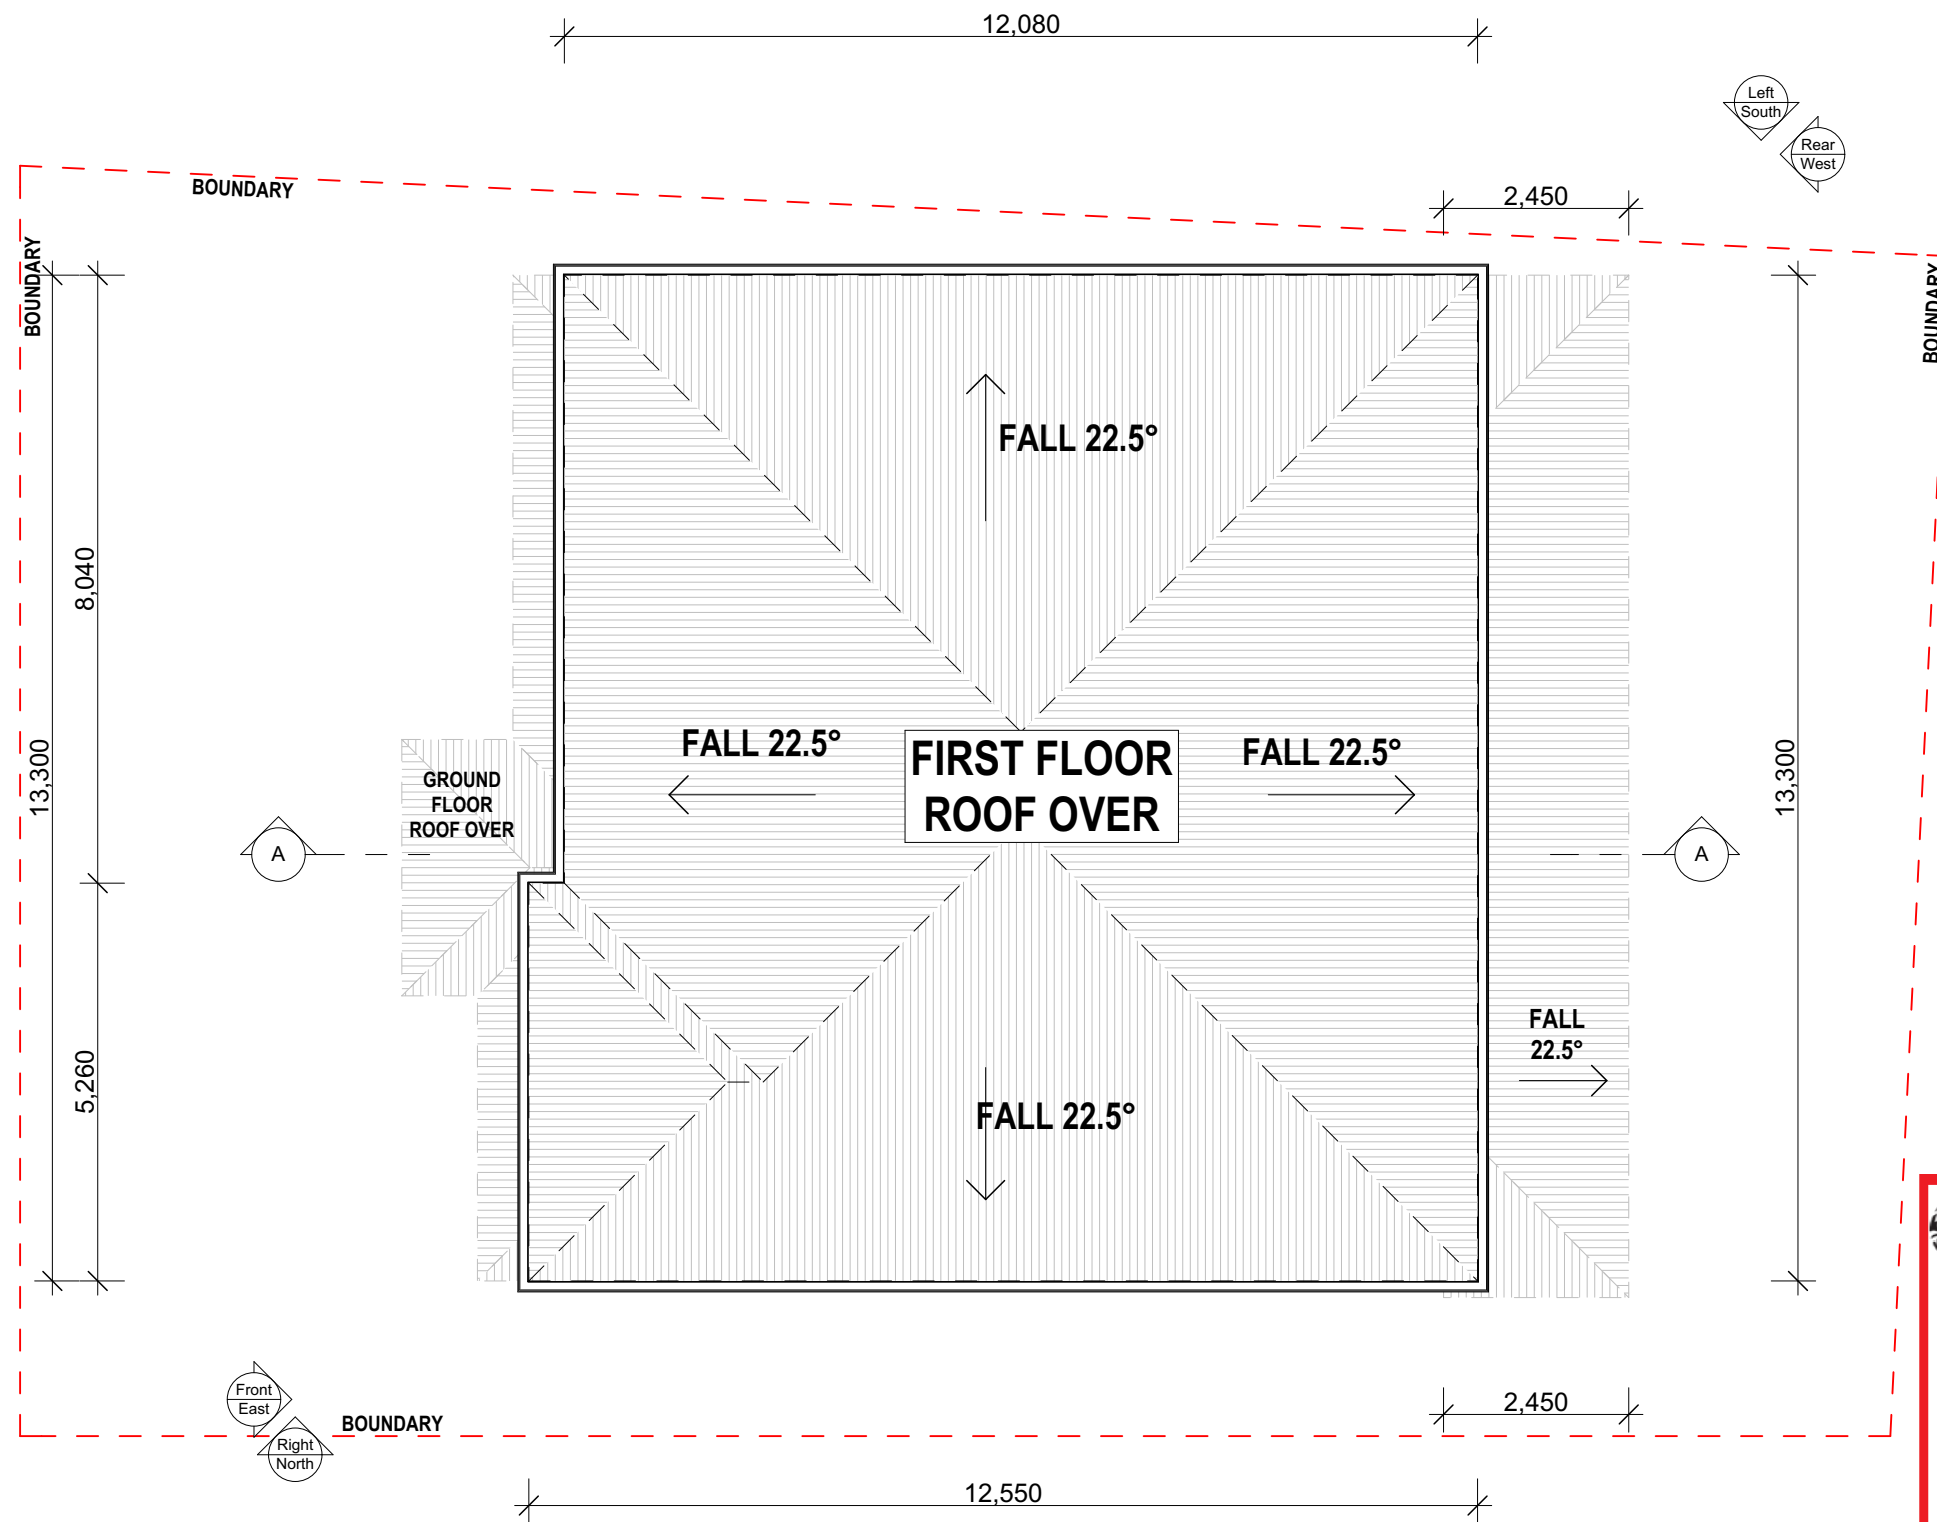 12,080
Left
South
Rear
West
BOUNDARY
2,450
BOUNDARY
BOUNDARY
FALL 22.5°
8,040
13,300
FALL 22.5°
FIRST FLOOR
ROOF OVER
FALL 22.5°
13,300
GROUND
FLOOR
ROOF OVER
A
A
FALL
22.5°
5,260
FALL 22.5°
Front
East
BOUNDARY
Right
North
2,450
12,550